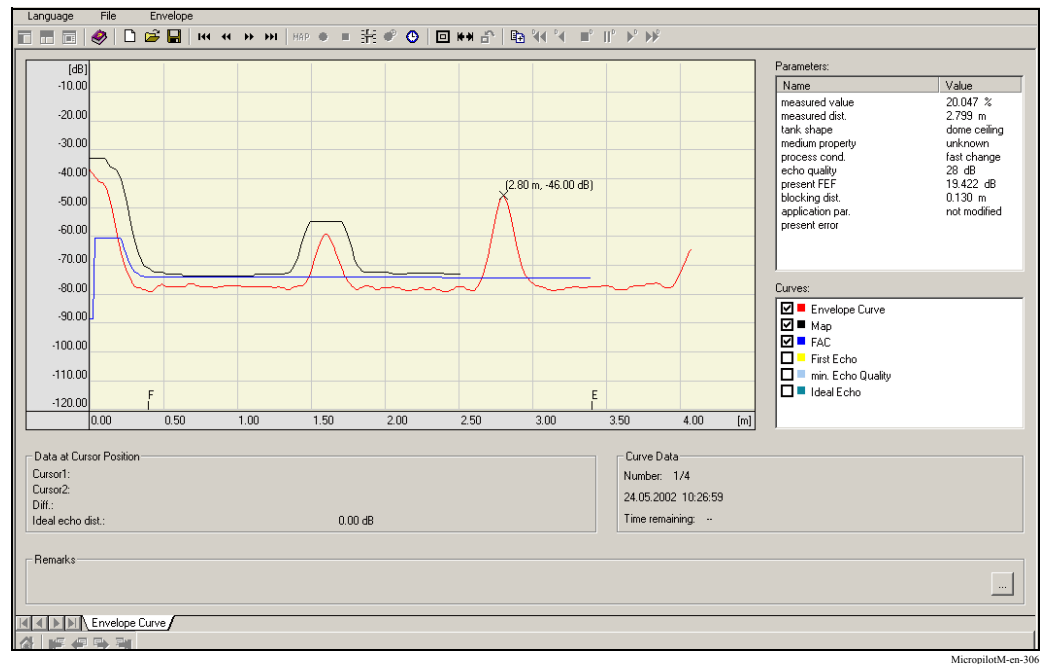 Language File Envelope
MAP
[dB]
-10.00
-20.00
-30.00
-40.00
-50.00
-60.00
-70.00
-80.00
-90.00
-100.00
-110.00
-120.00
(2.80 m, -46.00 dB)
F
E
0.00 0.50 1.00 1.50 2.00 2.50 3.00 3.50 4.00 [m]
Parameters:
Name Value
measured value 20.047 %
measured dist. 2.799 m
tank shape dome ceiling
medium property unknown
process cond. fast change
echo quality 28 dB
present FEF 19.422 dB
blocking dist. 0.130 m
application par. not modified
present error
Curves:
Envelope Curve
Map
FAC
First Echo
min. Echo Quality
Ideal Echo
Data at Cursor Position
Cursor1:
Cursor2:
Diff.:
Ideal echo dist.: 0.00 dB
Curve Data
Number: 1/4
24.05.2002 10:26:59
Time remaining: --
Remarks
...
Envelope Curve
MicropilotM-en-306